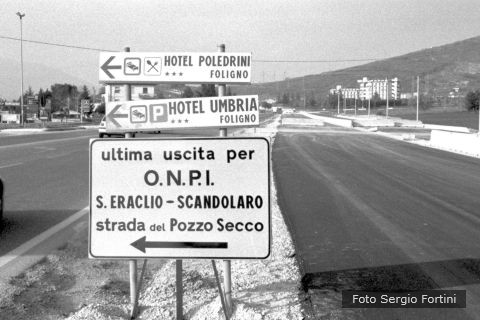 HOTEL POLEDRINI
★★★ FOLIGNO
P HOTEL UMBRIA
★★★ FOLIGNO
ultima uscita per
O.N.P.I.
S. ERACLIO - SCANDOLARO
strada del Pozzo Secco
Foto Sergio Fortini